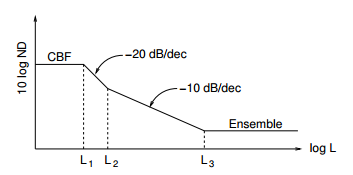 10 log ND
CBF
-20 dB/dec
-10 dB/dec
Ensemble
L1
L2
L3
log L